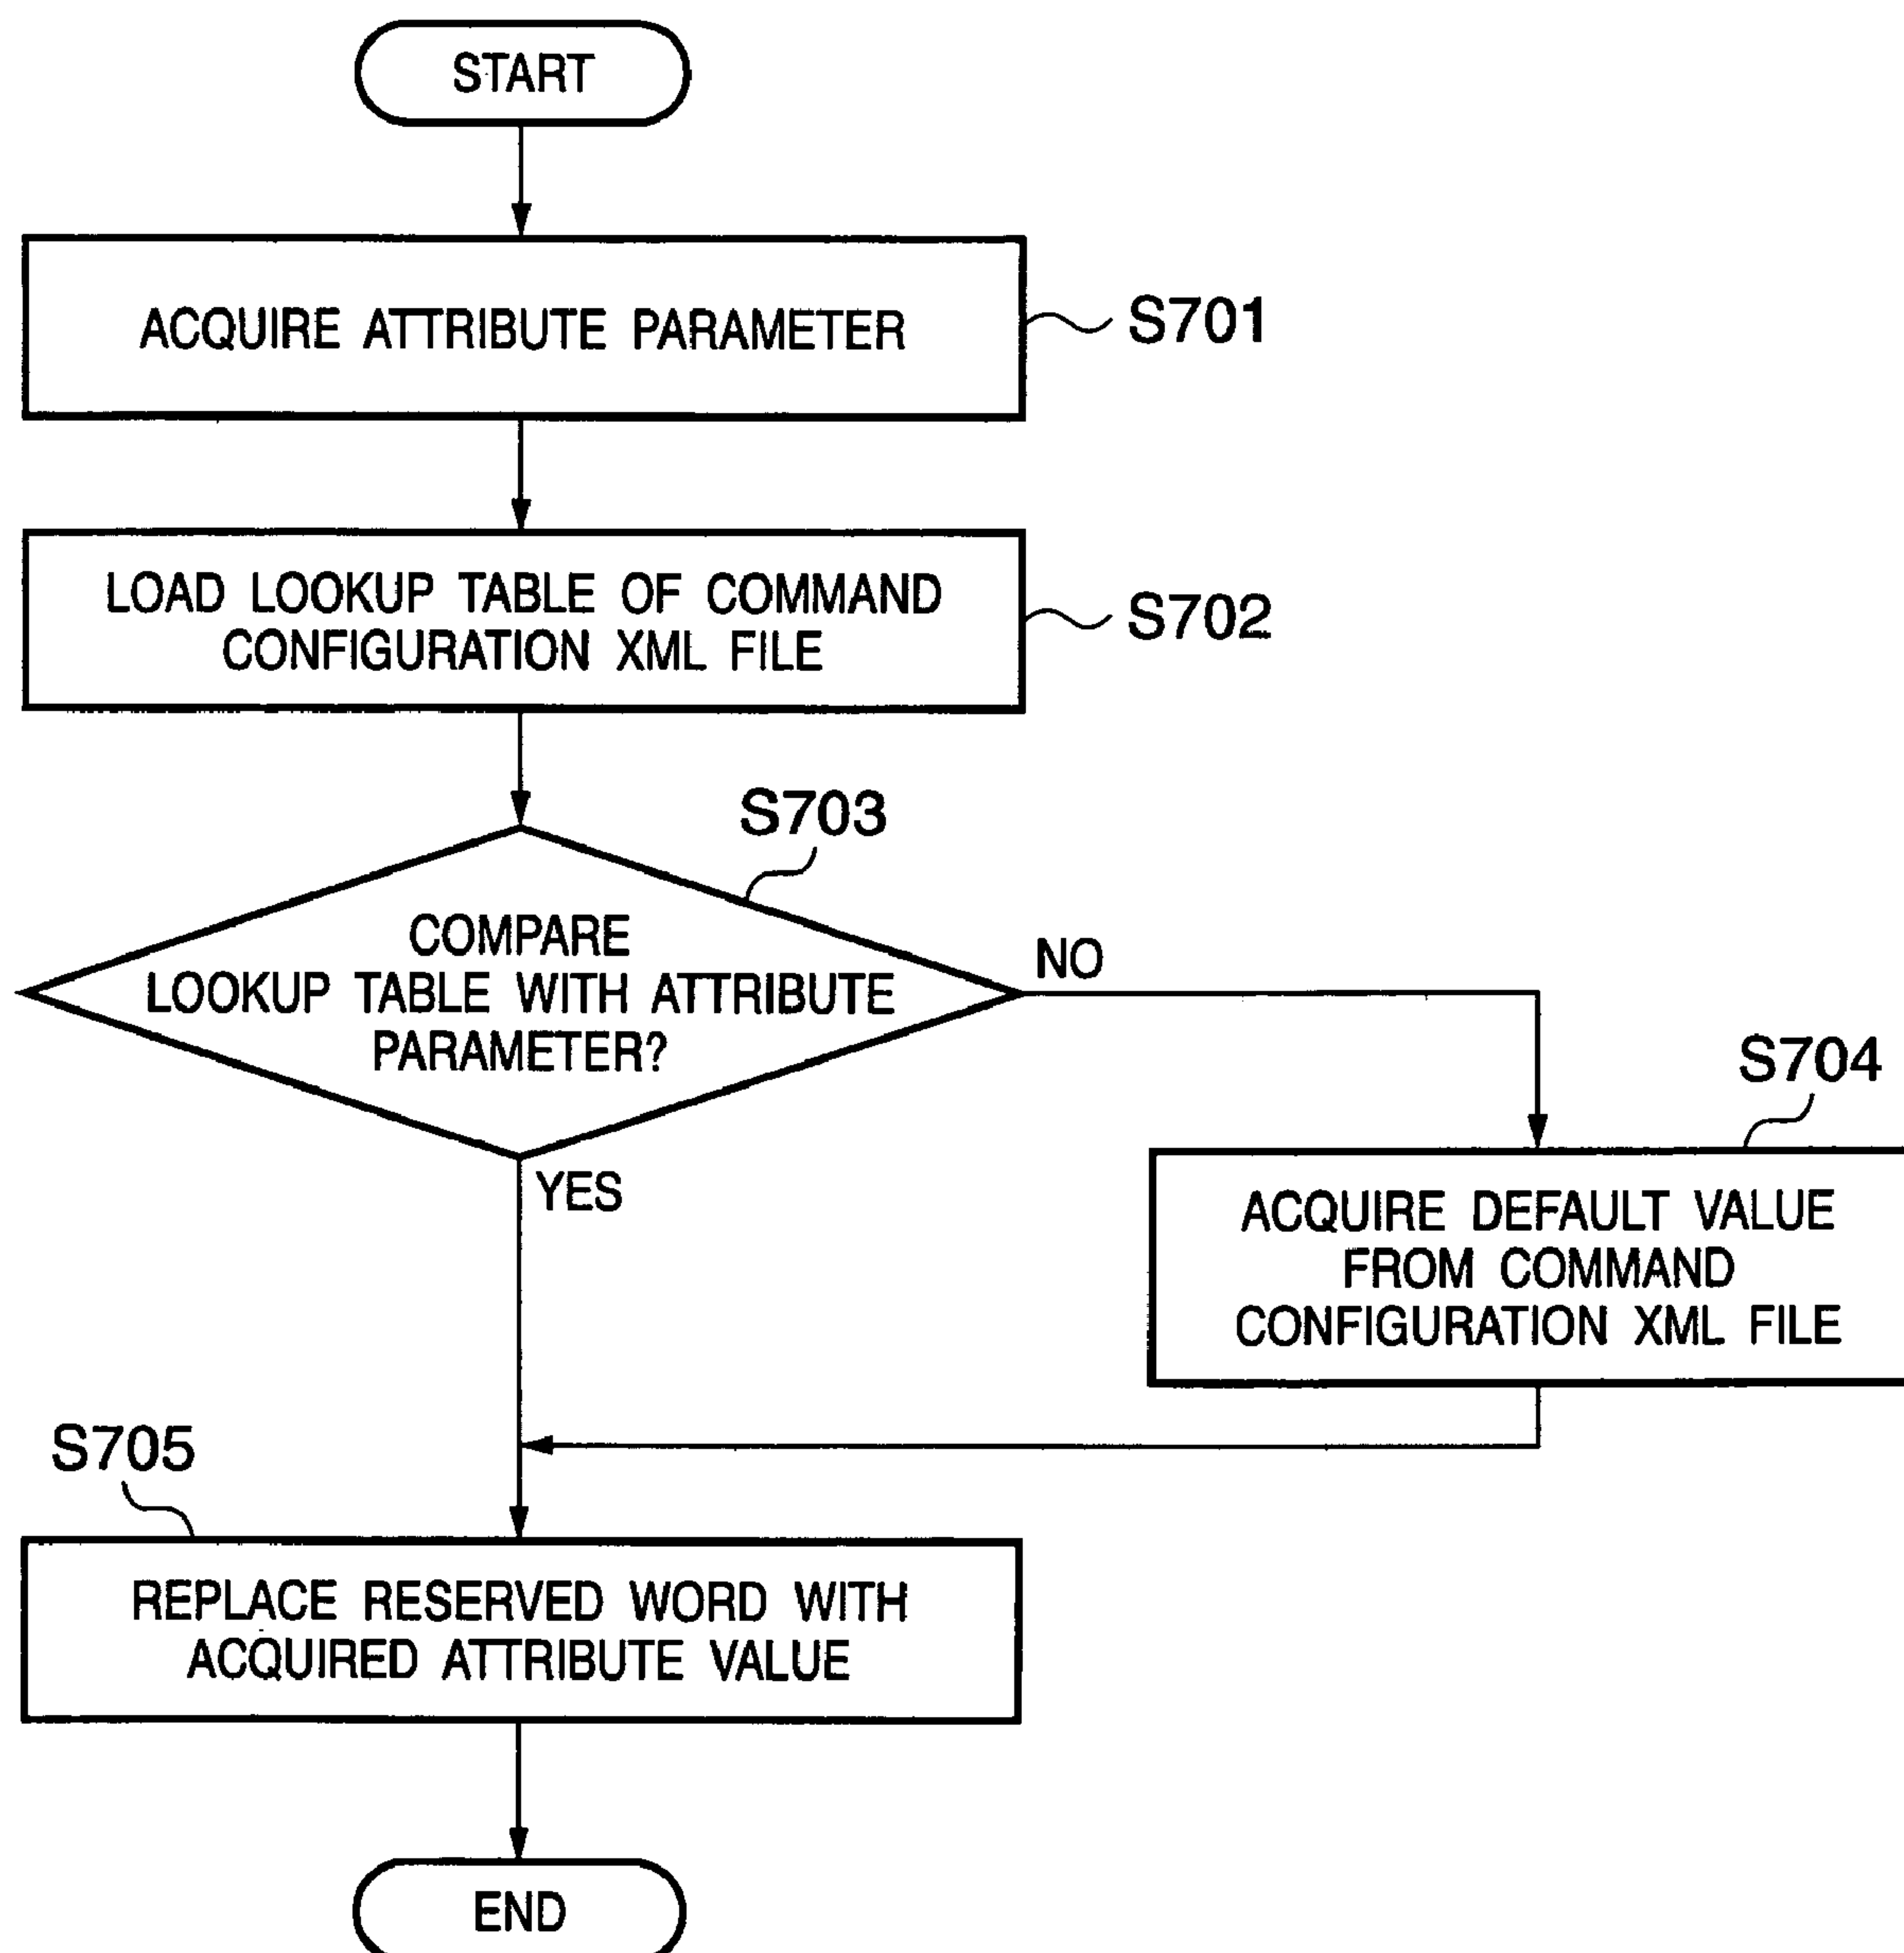 START
ACQUIRE ATTRIBUTE PARAMETER
S701
LOAD LOOKUP TABLE OF COMMAND
CONFIGURATION XML FILE
S702
S703
COMPARE
LOOKUP TABLE WITH ATTRIBUTE
PARAMETER?
NO
YES
S704
ACQUIRE DEFAULT VALUE
FROM COMMAND
CONFIGURATION XML FILE
S705
REPLACE RESERVED WORD WITH
ACQUIRED ATTRIBUTE VALUE
END